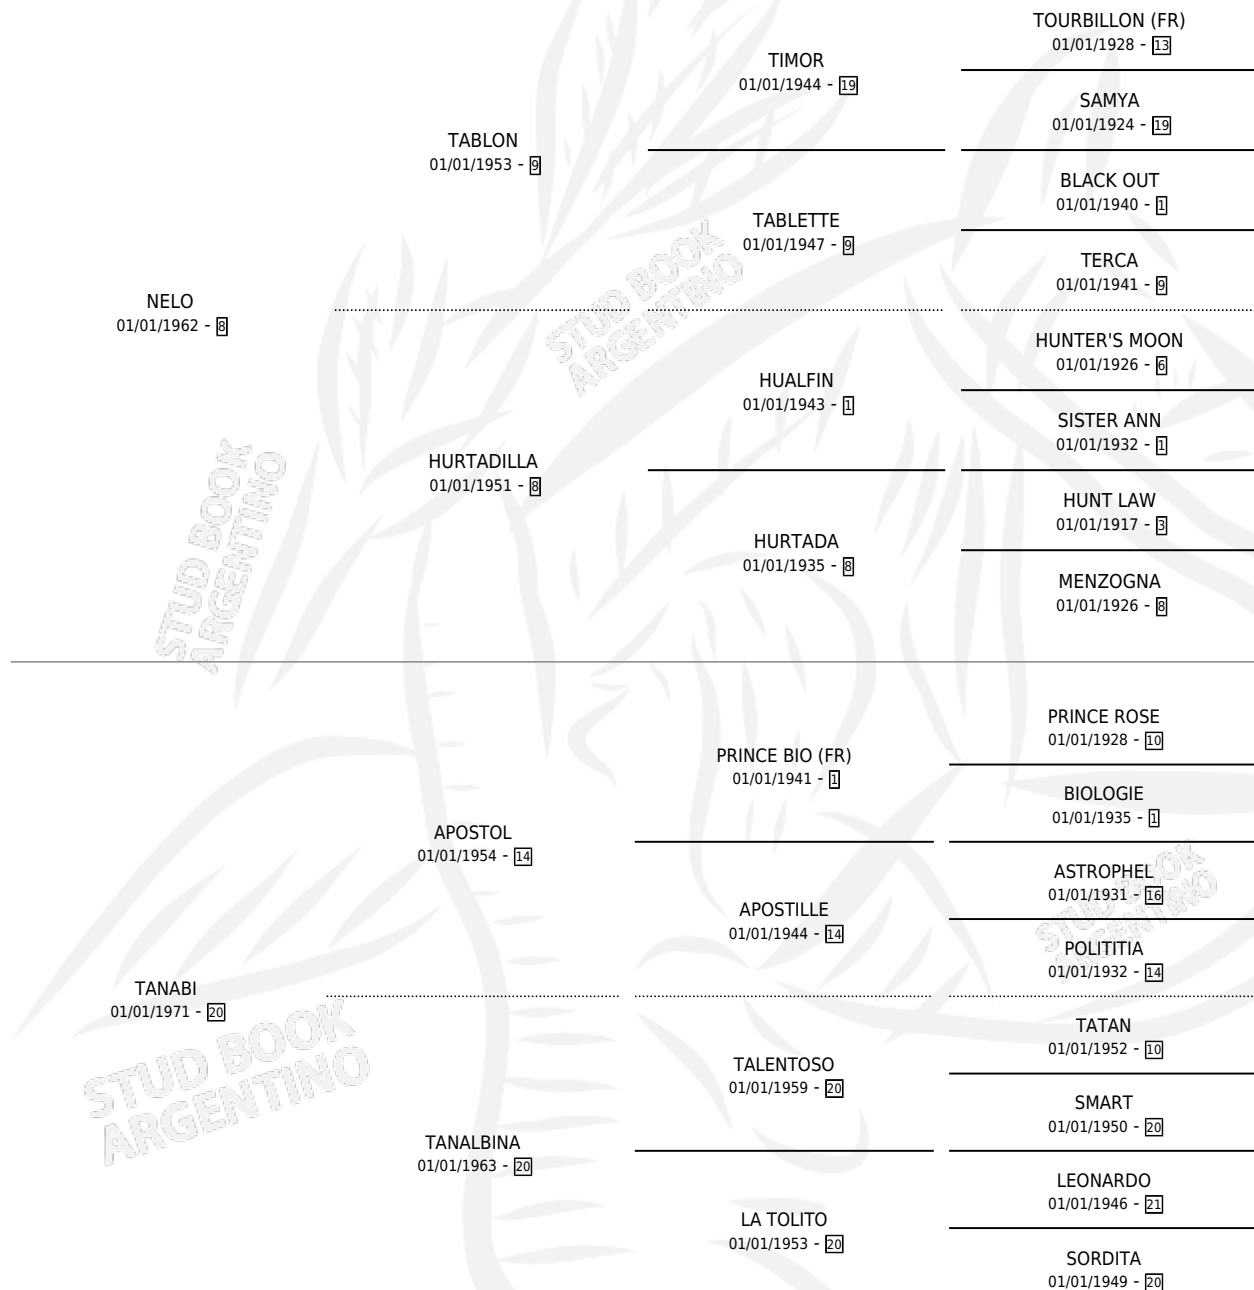 TOURBILLON (FR)
01/01/1928 - 13
TIMOR
01/01/1944 - 19
SAMYA
01/01/1924 - 19
TABLON
01/01/1953 - 9
BLACK OUT
01/01/1940 - 1
TABLETTE
01/01/1947 - 9
TERCA
01/01/1941 - 9
NELO
01/01/1962 - 8
HUNTER'S MOON
01/01/1926 - 6
HUALFIN
01/01/1943 - 1
SISTER ANN
01/01/1932 - 1
HURTADILLA
01/01/1951 - 8
HUNT LAW
01/01/1917 - 3
HURTADA
01/01/1935 - 8
MENZOGNA
01/01/1926 - 8
STUD BOOK
ARGENTINO
STUD BOOK
ARGENTINO
PRINCE ROSE
01/01/1928 - 10
PRINCE BIO (FR)
01/01/1941 - 1
BIOLOGIE
01/01/1935 - 1
APOSTOL
01/01/1954 - 14
ASTROPHEL
01/01/1931 - 16
APOSTILLE
01/01/1944 - 14
POLITITIA
01/01/1932 - 14
STUD BOOK
ARGENTINO
TANABI
01/01/1971 - 20
TATAN
01/01/1952 - 10
TALENTOSO
01/01/1959 - 20
SMART
01/01/1950 - 20
TANALBINA
01/01/1963 - 20
LEONARDO
01/01/1946 - 21
LA TOLITO
01/01/1953 - 20
SORDITA
01/01/1949 - 20
STUD BOOK
ARGENTINO